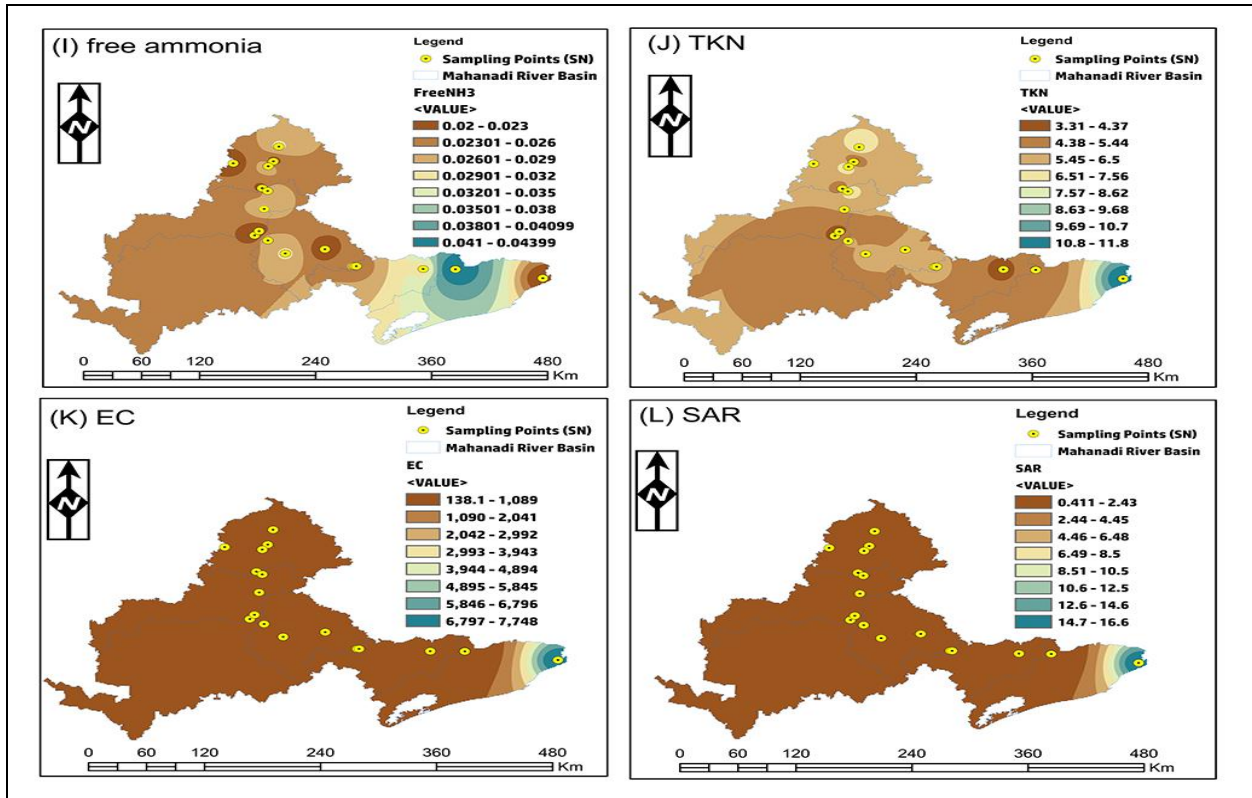 (I) free ammonia
Legend
Sampling Points (SN)
Mahanadi River Basin
FreeNH3
<VALUE>
0.02 - 0.023
0.02301 - 0.026
0.02601 - 0.029
0.02901 - 0.032
0.03201 - 0.035
0.03501 - 0.038
0.03801 - 0.04099
0.041 - 0.04399
N
0 60 120 240 360 480
Km
(J) TKN
Legend
Sampling Points (SN)
Mahanadi River Basin
TKN
<VALUE>
3.31 - 4.37
4.38 - 5.44
5.45 - 6.5
6.51 - 7.56
7.57 - 8.62
8.63 - 9.68
9.69 - 10.7
10.8 - 11.8
N
0 60 120 240 360 480
Km
(K) EC
Legend
Sampling Points (SN)
Mahanadi River Basin
EC
<VALUE>
138.1 - 1,089
1,090 - 2,041
2,042 - 2,992
2,993 - 3,943
3,944 - 4,894
4,895 - 5,845
5,846 - 6,796
6,797 - 7,748
N
0 60 120 240 360 480
Km
(L) SAR
Legend
Sampling Points (SN)
Mahanadi River Basin
SAR
<VALUE>
0.411 - 2.43
2.44 - 4.45
4.46 - 6.48
6.49 - 8.5
8.51 - 10.5
10.6 - 12.5
12.6 - 14.6
14.7 - 16.6
N
0 60 120 240 360 480
Km